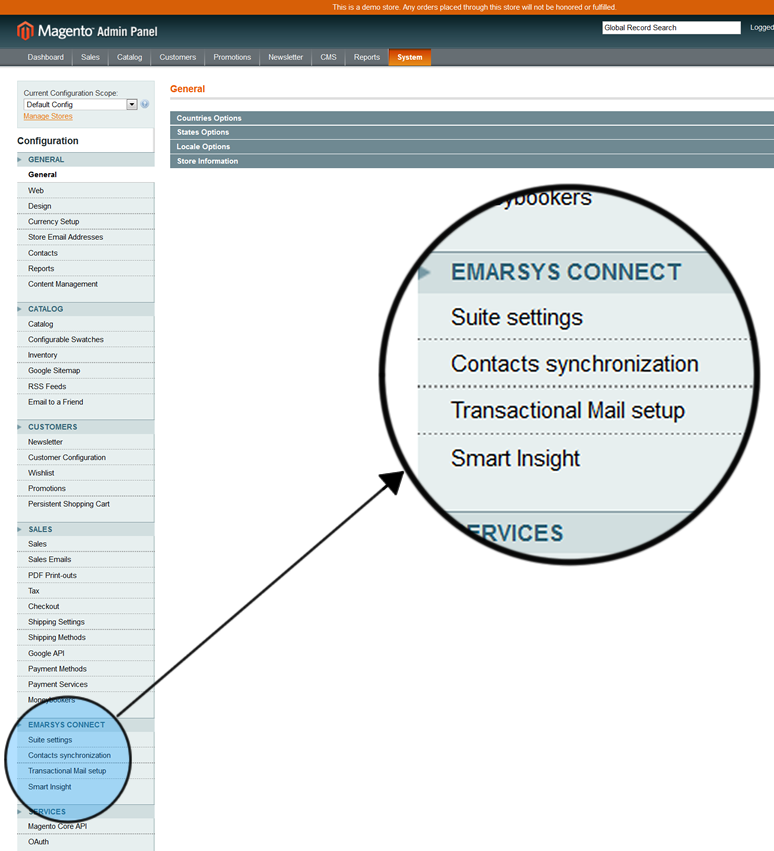 This is a demo store. Any orders placed through this store will not be honored or fulfilled.
Magento™ Admin Panel
Global Record Search
Logged
Dashboard
Sales
Catalog
Customers
Promotions
Newsletter
CMS
Reports
System
Current Configuration Scope:
Default Config
Manage Stores
Configuration
GENERAL
General
Web
Design
Currency Setup
Store Email Addresses
Contacts
Reports
Content Management
CATALOG
Catalog
Configurable Swatches
Inventory
Google Sitemap
RSS Feeds
Email to a Friend
CUSTOMERS
Newsletter
Customer Configuration
Wishlist
Promotions
Persistent Shopping Cart
SALES
Sales
Sales Emails
PDF Print-outs
Tax
Checkout
Shipping Settings
Shipping Methods
Google API
Payment Methods
Payment Services
Moneybookers
EMARSYS CONNECT
Suite settings
Contacts synchronization
Transactional Mail setup
Smart Insight
SERVICES
Magento Core API
OAuth
General
Countries Options
States Options
Locale Options
Store Information
ybookers
EMARSYS CONNECT
Suite settings
Contacts synchronization
Transactional Mail setup
Smart Insight
ERVICES